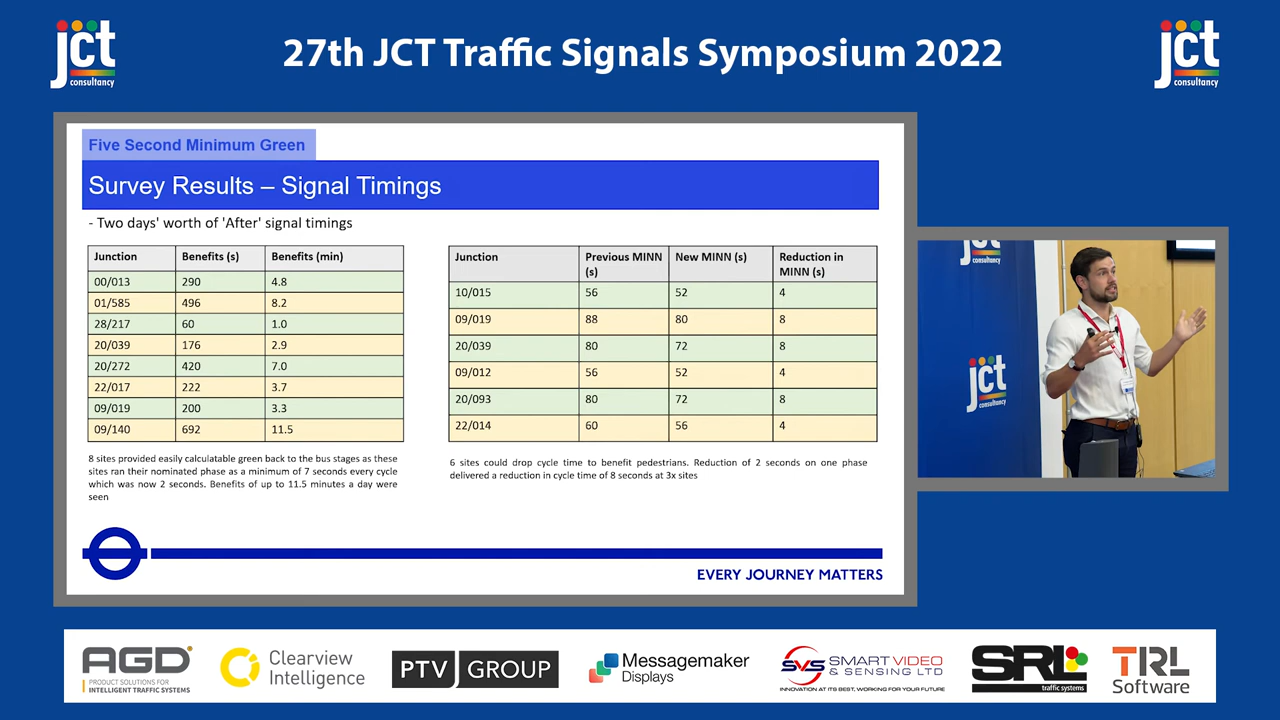 jct
consultancy
27th JCT Traffic Signals Symposium 2022
jct
consultancy
Five Second Minimum Green
Survey Results – Signal Timings
- Two days' worth of 'After' signal timings
Junction Benefits (s) Benefits (min)
00/013 290 4.8
01/585 496 8.2
28/217 60 1.0
20/039 176 2.9
20/272 420 7.0
22/017 222 3.7
09/019 200 3.3
09/140 692 11.5
8 sites provided easily calculatable green back to the bus stages as these
sites ran their nominated phase as a minimum of 7 seconds every cycle
which was now 2 seconds. Benefits of up to 11.5 minutes a day were
seen
Junction Previous MINN (s) New MINN (s) Reduction in MINN (s)
10/015 56 52 4
09/019 88 80 8
20/039 80 72 8
09/012 56 52 4
20/093 80 72 8
22/014 60 56 4
6 sites could drop cycle time to benefit pedestrians. Reduction of 2 seconds on one phase
delivered a reduction in cycle time of 8 seconds at 3x sites
EVERY JOURNEY MATTERS
jct
consultancy
jct
consultancy
AGD
PRODUCT SOLUTIONS FOR
INTELLIGENT TRAFFIC SYSTEMS
Clearview
Intelligence
PTV GROUP
Messagemaker
Displays
SVS SMART VIDEO
& SENSING LTD
INNOVATION AT ITS BEST, WORKING FOR YOUR FUTURE
SRL
traffic systems
TRL
Software